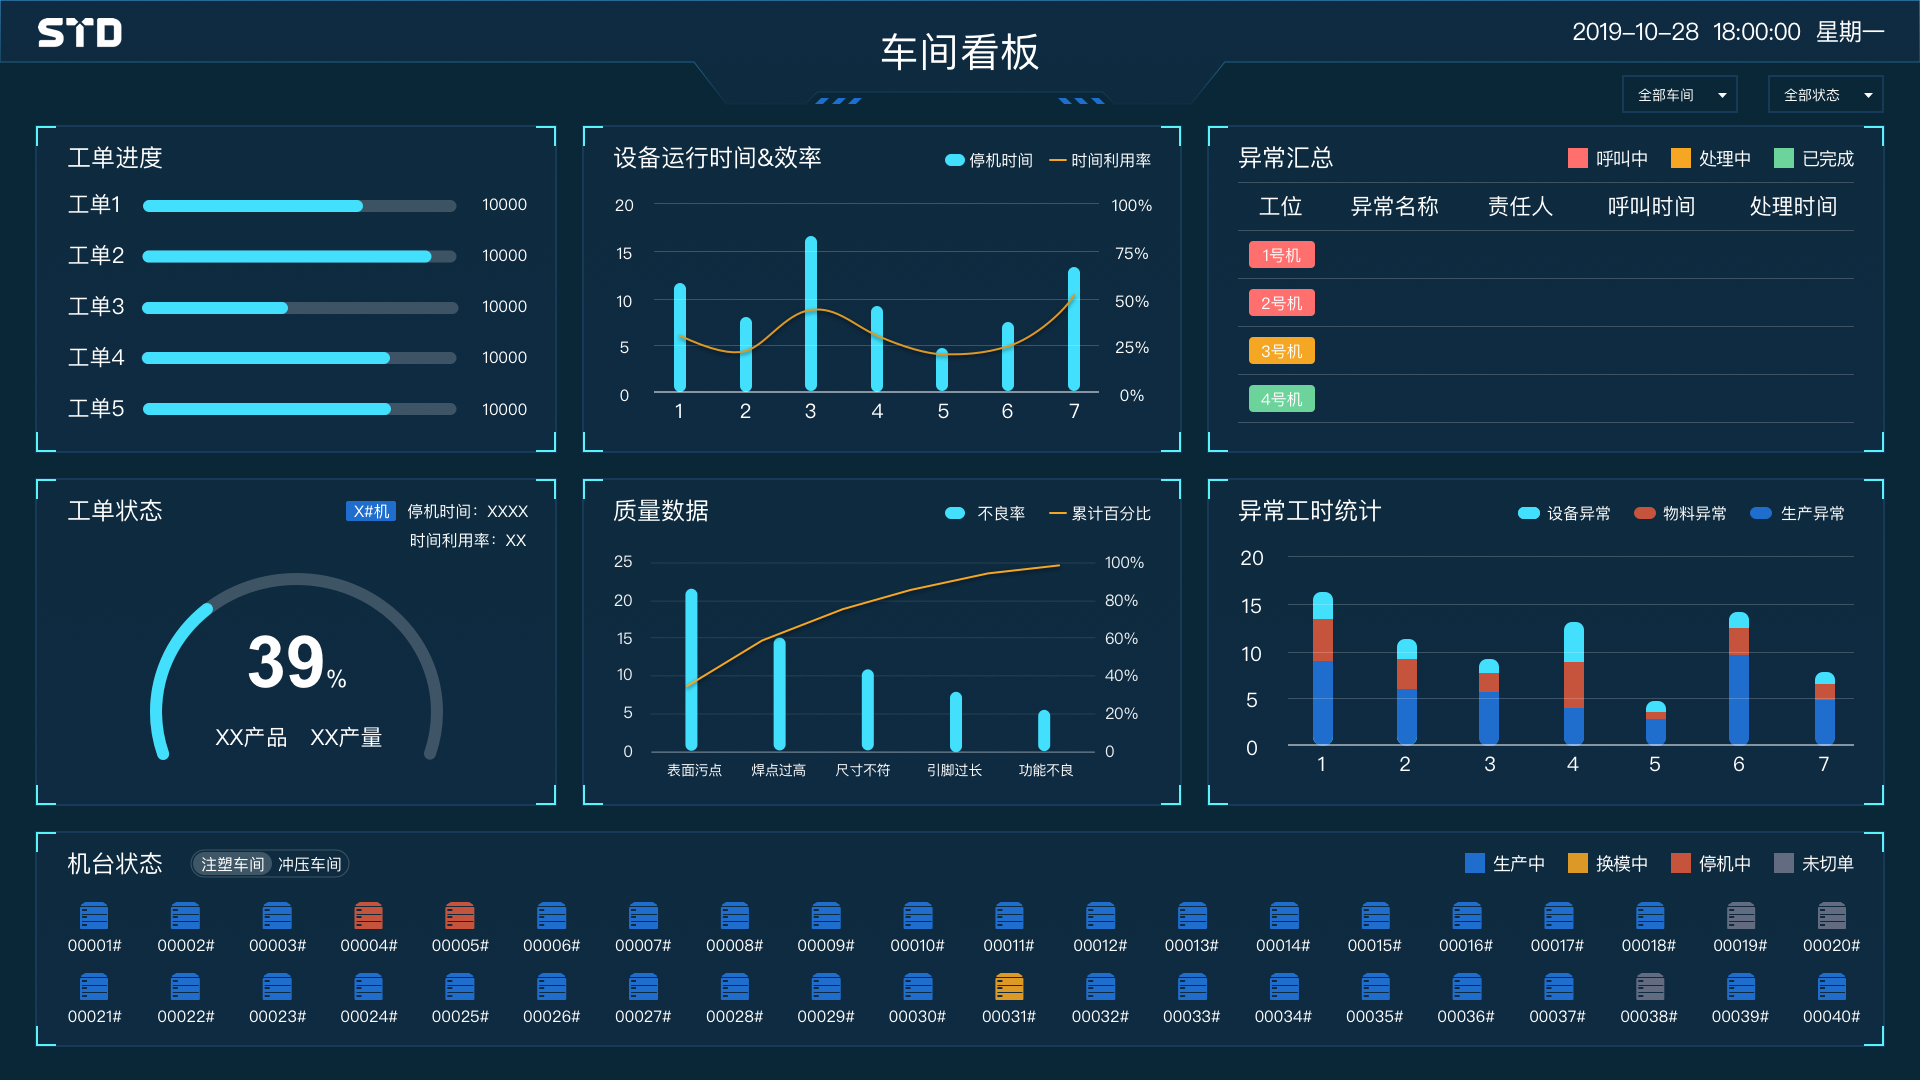 STD
车间看板
2019-10-28 18:00:00 星期一
全部车间
全部状态
工单进度
工单1 10000
工单2 10000
工单3 10000
工单4 10000
工单5 10000
设备运行时间&效率
停机时间 时间利用率
20 100%
15 75%
10 50%
5 25%
0 0%
1 2 3 4 5 6 7
异常汇总
呼叫中 处理中 已完成
工位 异常名称 责任人 呼叫时间 处理时间
1号机
2号机
3号机
4号机
工单状态
X#机 停机时间：XXXX
时间利用率：XX
39%
XX产品 XX产量
质量数据
不良率 累计百分比
25 100%
20 80%
15 60%
10 40%
5 20%
0 0
表面污点 焊点过高 尺寸不符 引脚过长 功能不良
异常工时统计
设备异常 物料异常 生产异常
20
15
10
5
0
1 2 3 4 5 6 7
机台状态
注塑车间 冲压车间
生产中 换模中 停机中 未切单
00001# 00002# 00003# 00004# 00005# 00006# 00007# 00008# 00009# 00010# 00011# 00012# 00013# 00014# 00015# 00016# 00017# 00018# 00019# 00020#
00021# 00022# 00023# 00024# 00025# 00026# 00027# 00028# 00029# 00030# 00031# 00032# 00033# 00034# 00035# 00036# 00037# 00038# 00039# 00040#